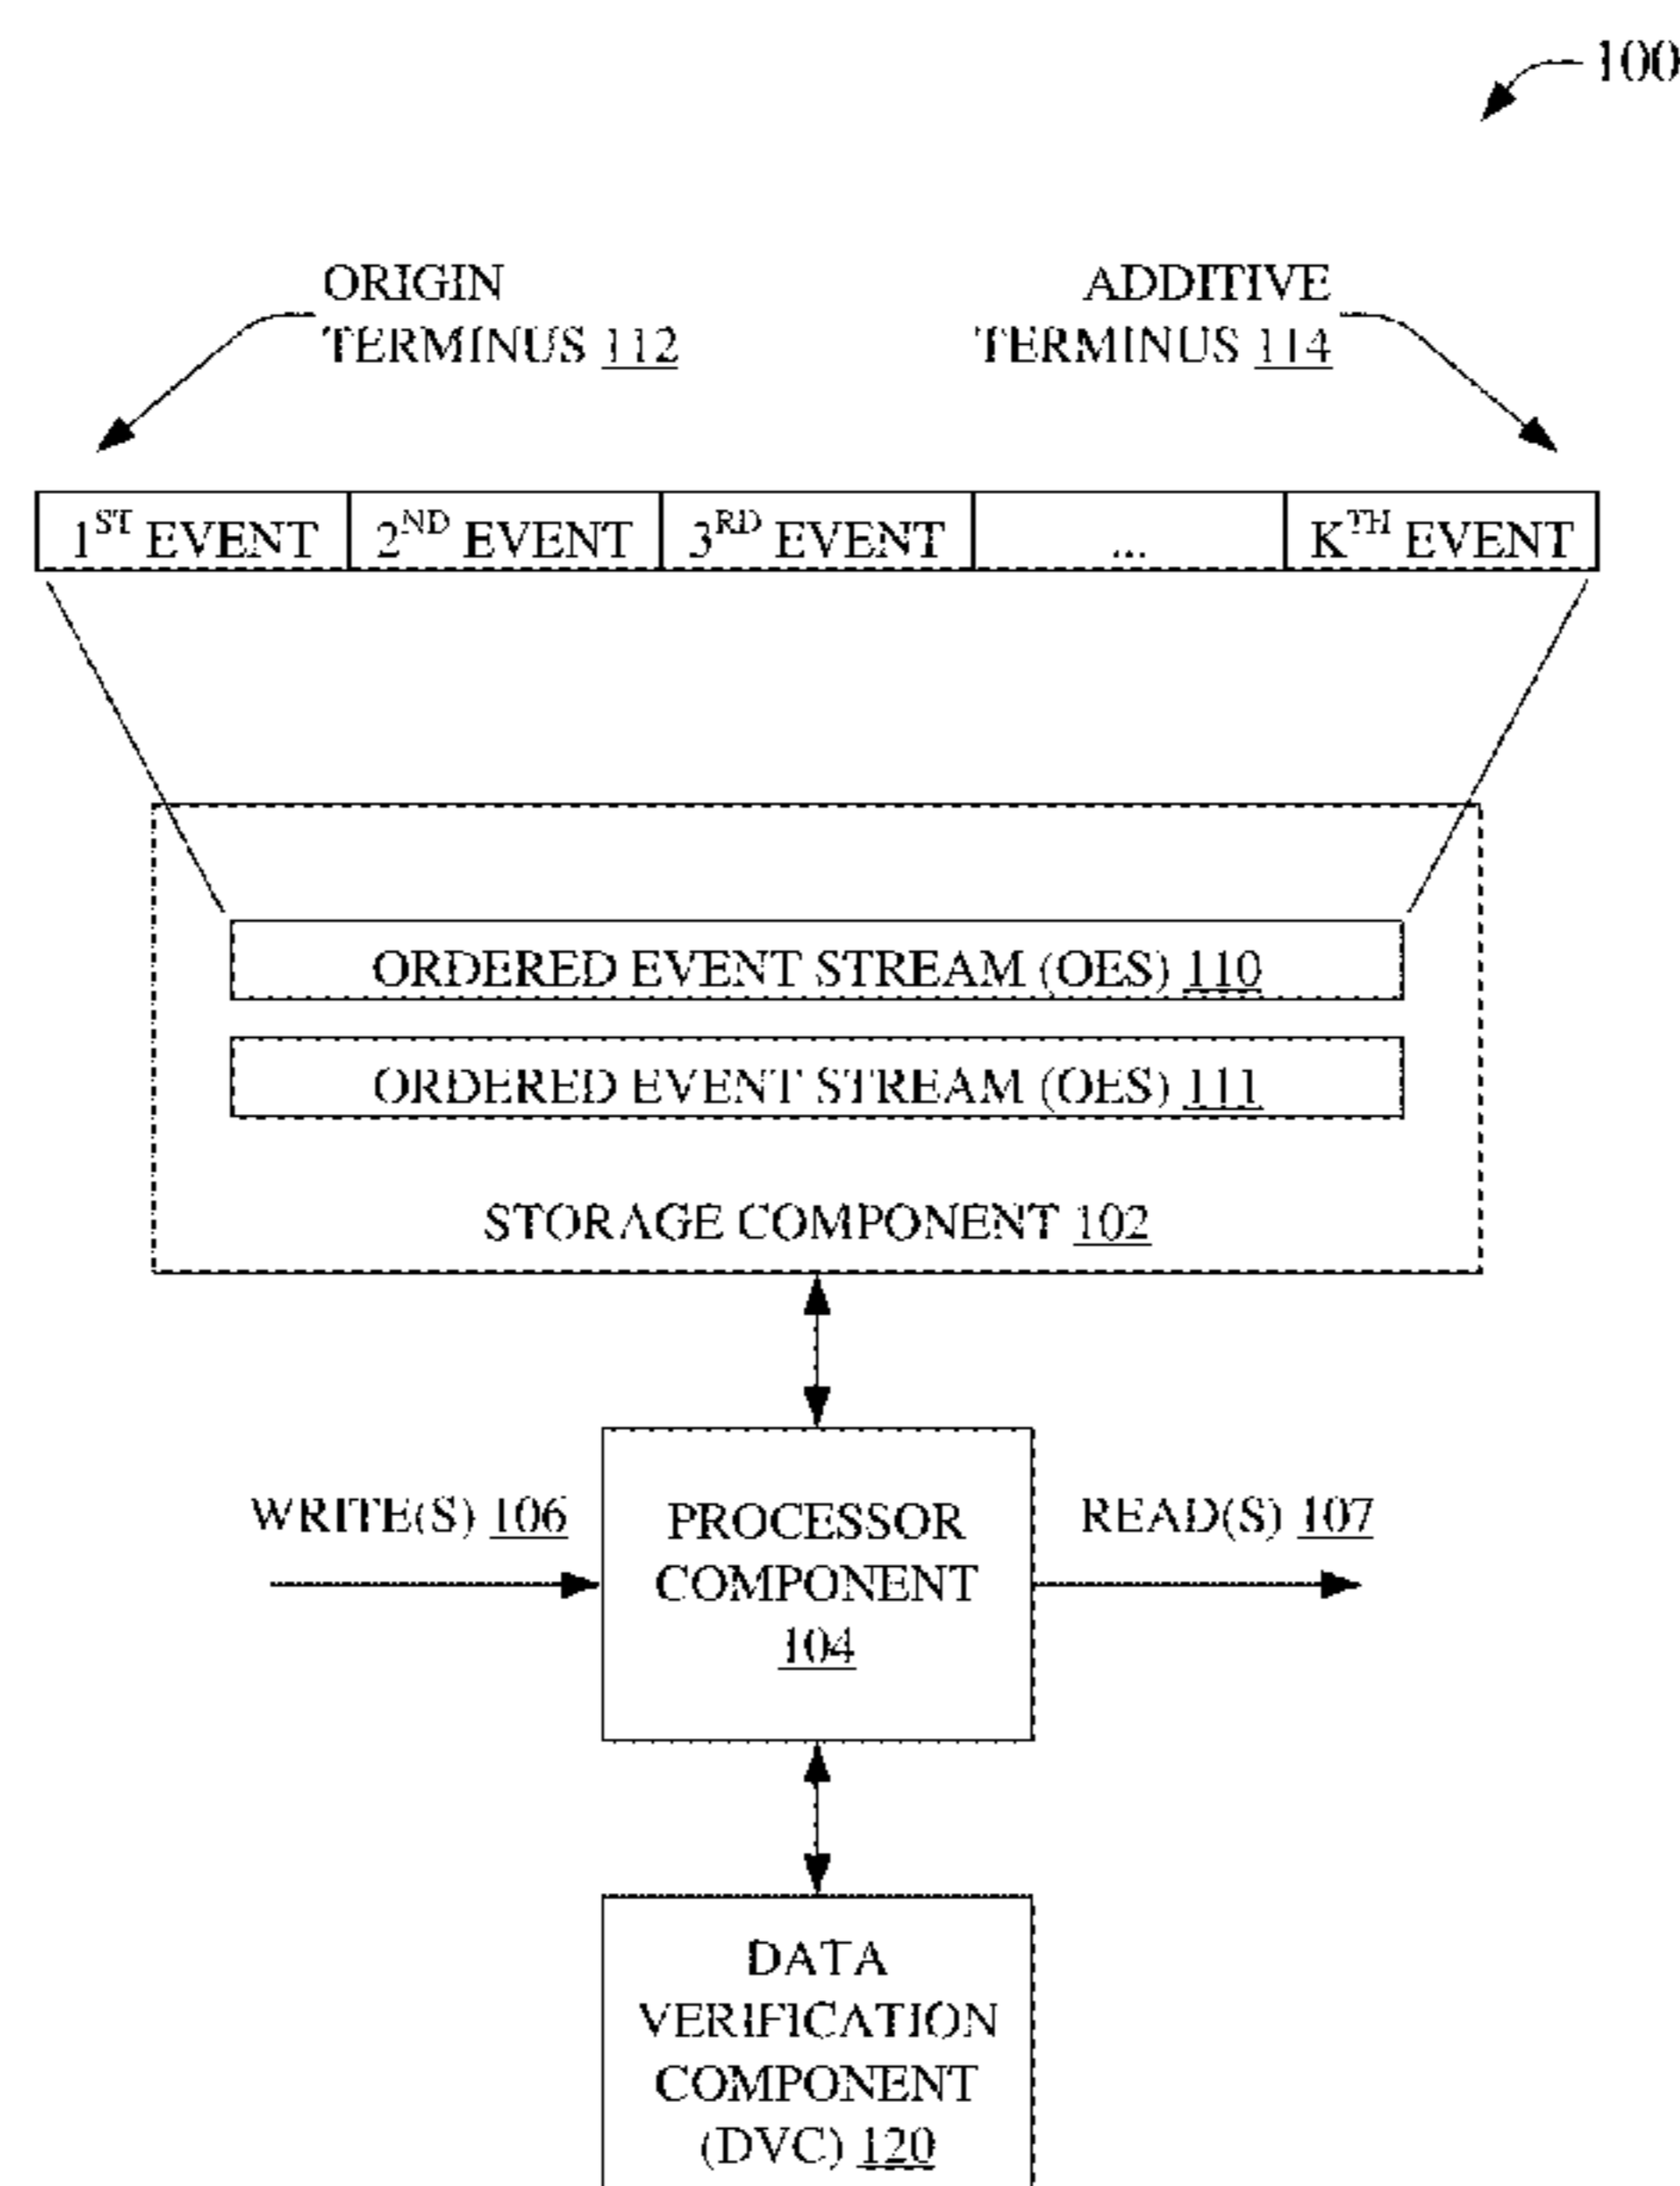 100
ORIGIN
TERMINUS 112
ADDITIVE
TERMINUS 114
1ST EVENT 2ND EVENT 3RD EVENT ... KTH EVENT
ORDERED EVENT STREAM (OES) 110
ORDERED EVENT STREAM (OES) 111
STORAGE COMPONENT 102
WRITE(S) 106
PROCESSOR
COMPONENT
104
READ(S) 107
DATA
VERIFICATION
COMPONENT
(DVC) 120